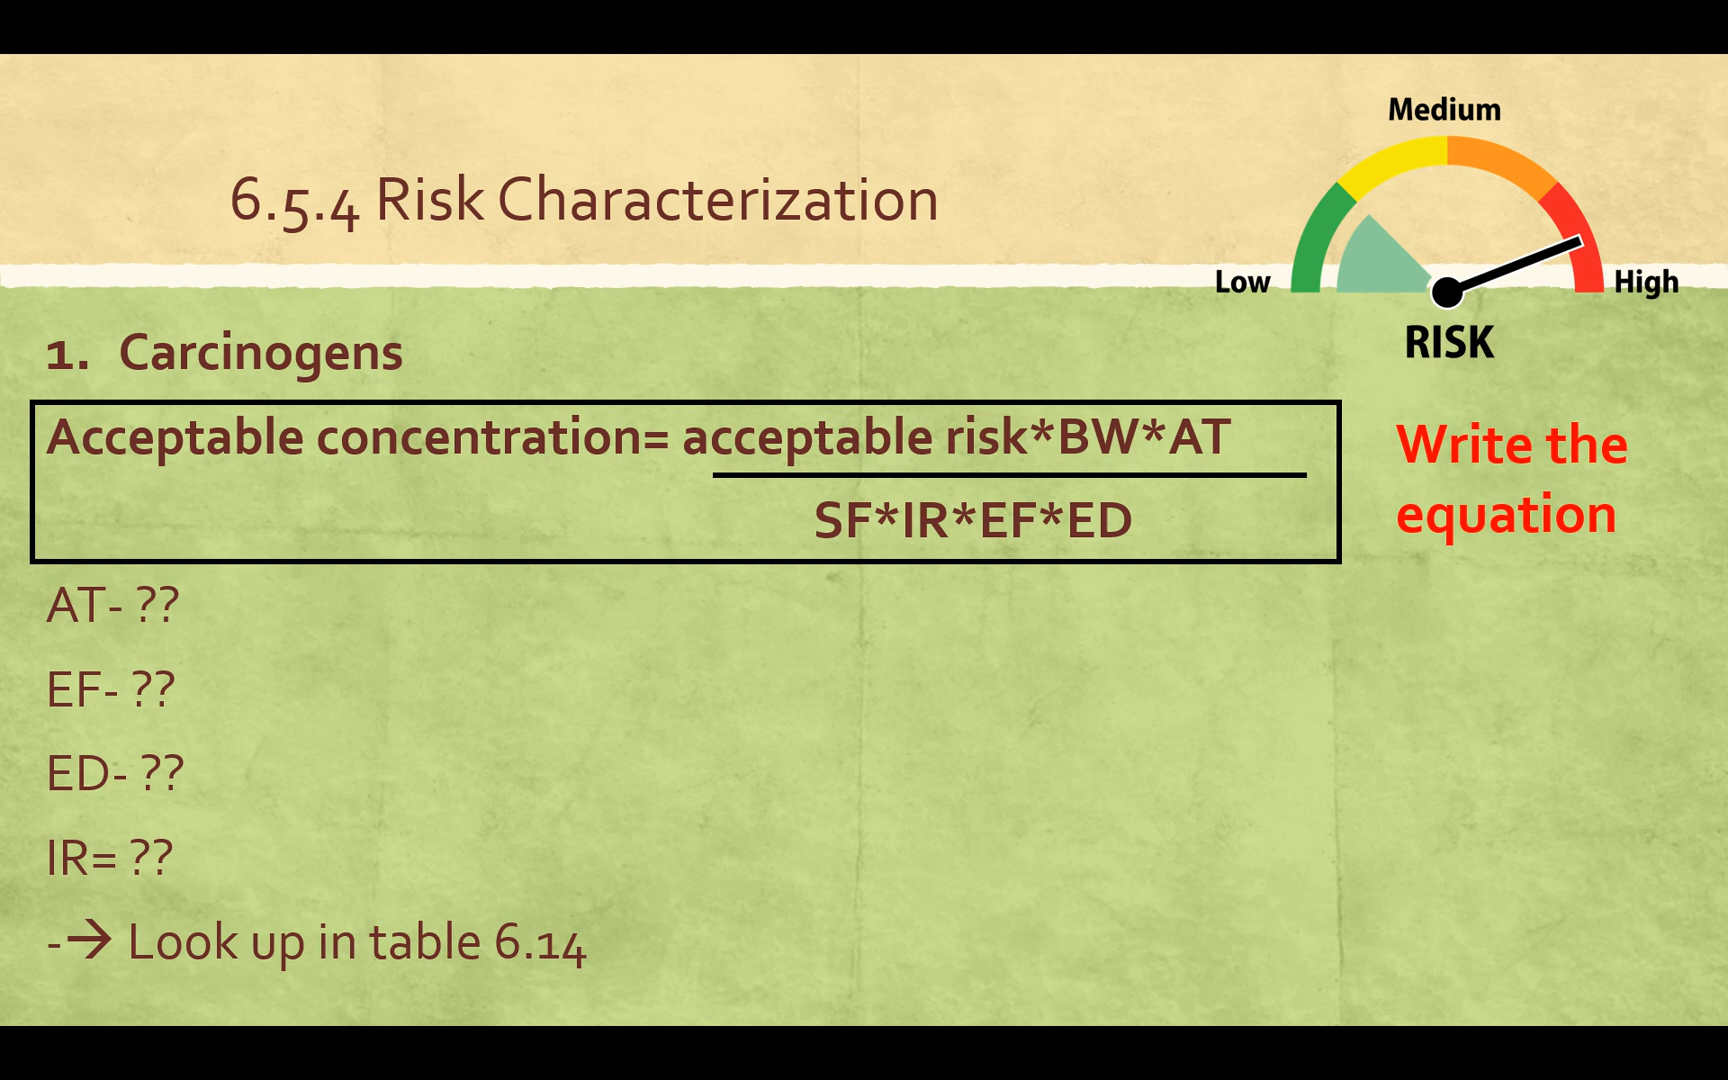 Medium
6.5.4 Risk Characterization
Low
High
RISK
1. Carcinogens
Acceptable concentration= acceptable risk*BW*AT
SF*IR*EF*ED
Write the
equation
AT- ??
EF- ??
ED- ??
IR= ??
-→ Look up in table 6.14